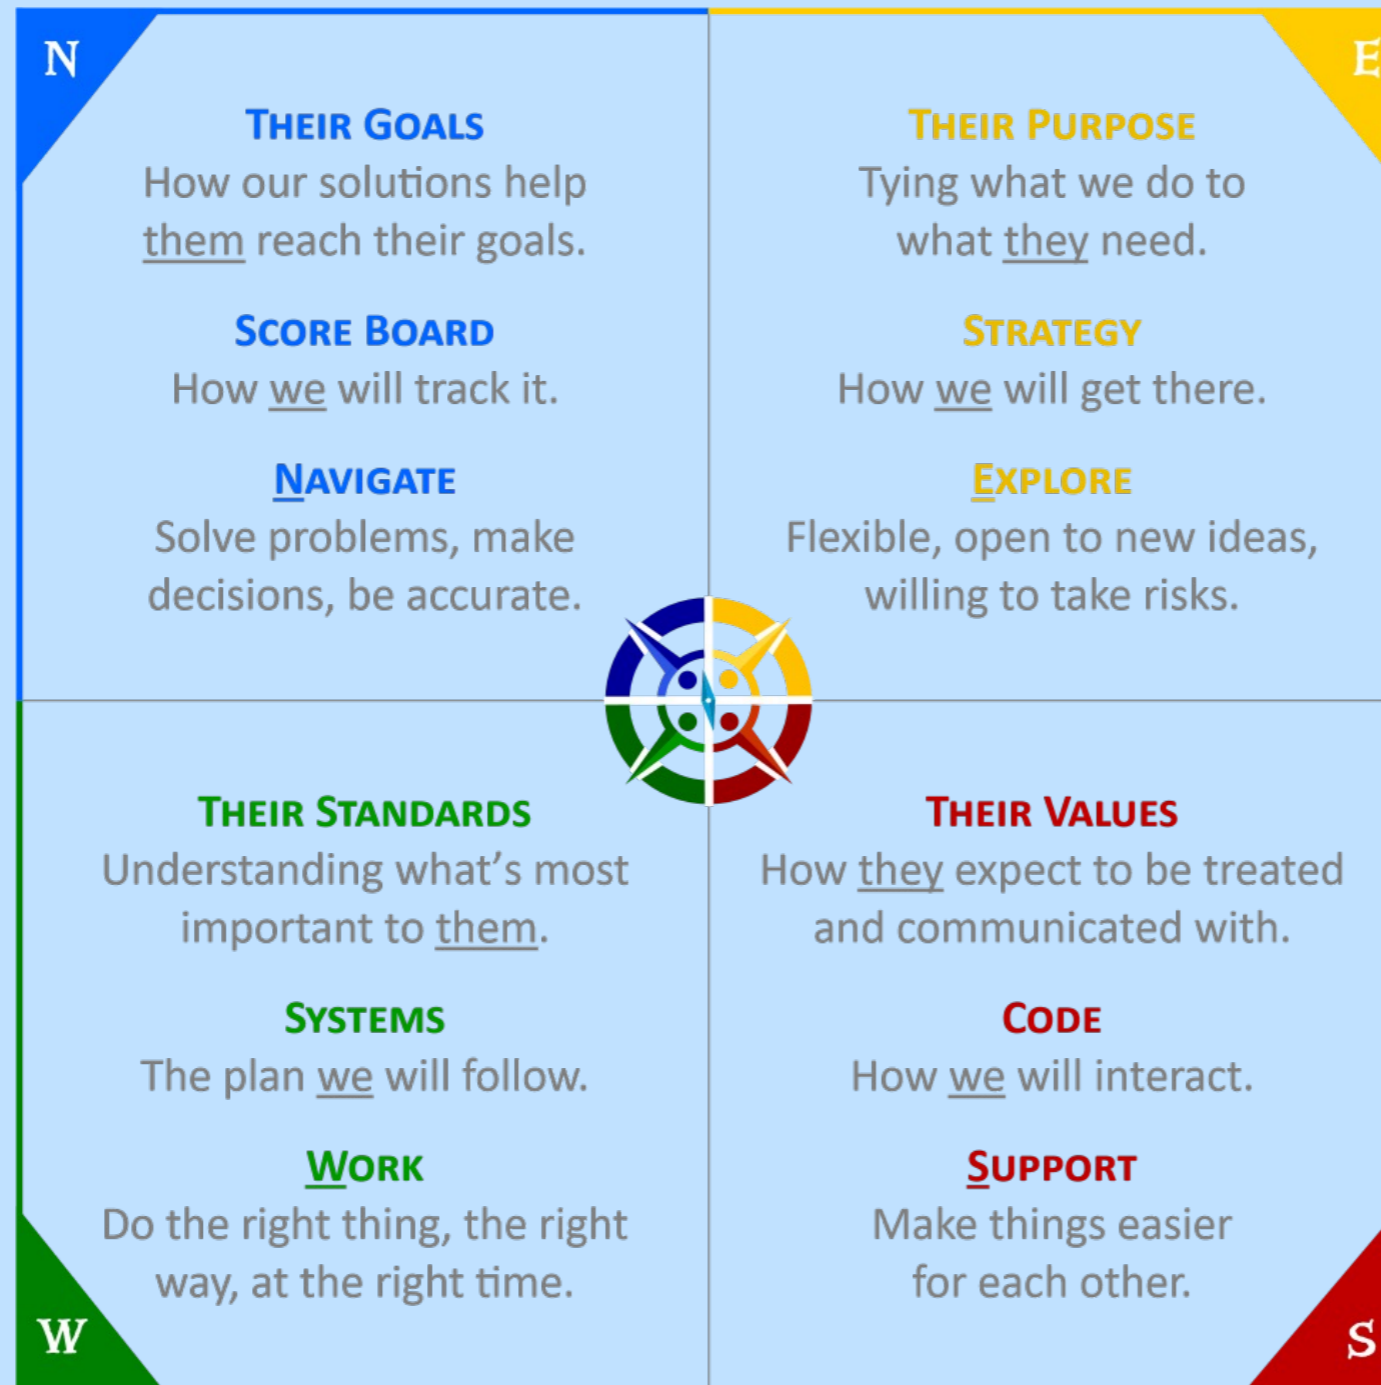 N
THEIR GOALS
How our solutions help
them reach their goals.
SCORE BOARD
How we will track it.
NAVIGATE
Solve problems, make
decisions, be accurate.
E
THEIR PURPOSE
Tying what we do to
what they need.
STRATEGY
How we will get there.
EXPLORE
Flexible, open to new ideas,
willing to take risks.
THEIR STANDARDS
Understanding what’s most
important to them.
SYSTEMS
The plan we will follow.
WORK
Do the right thing, the right
way, at the right time.
W
THEIR VALUES
How they expect to be treated
and communicated with.
CODE
How we will interact.
SUPPORT
Make things easier
for each other.
S